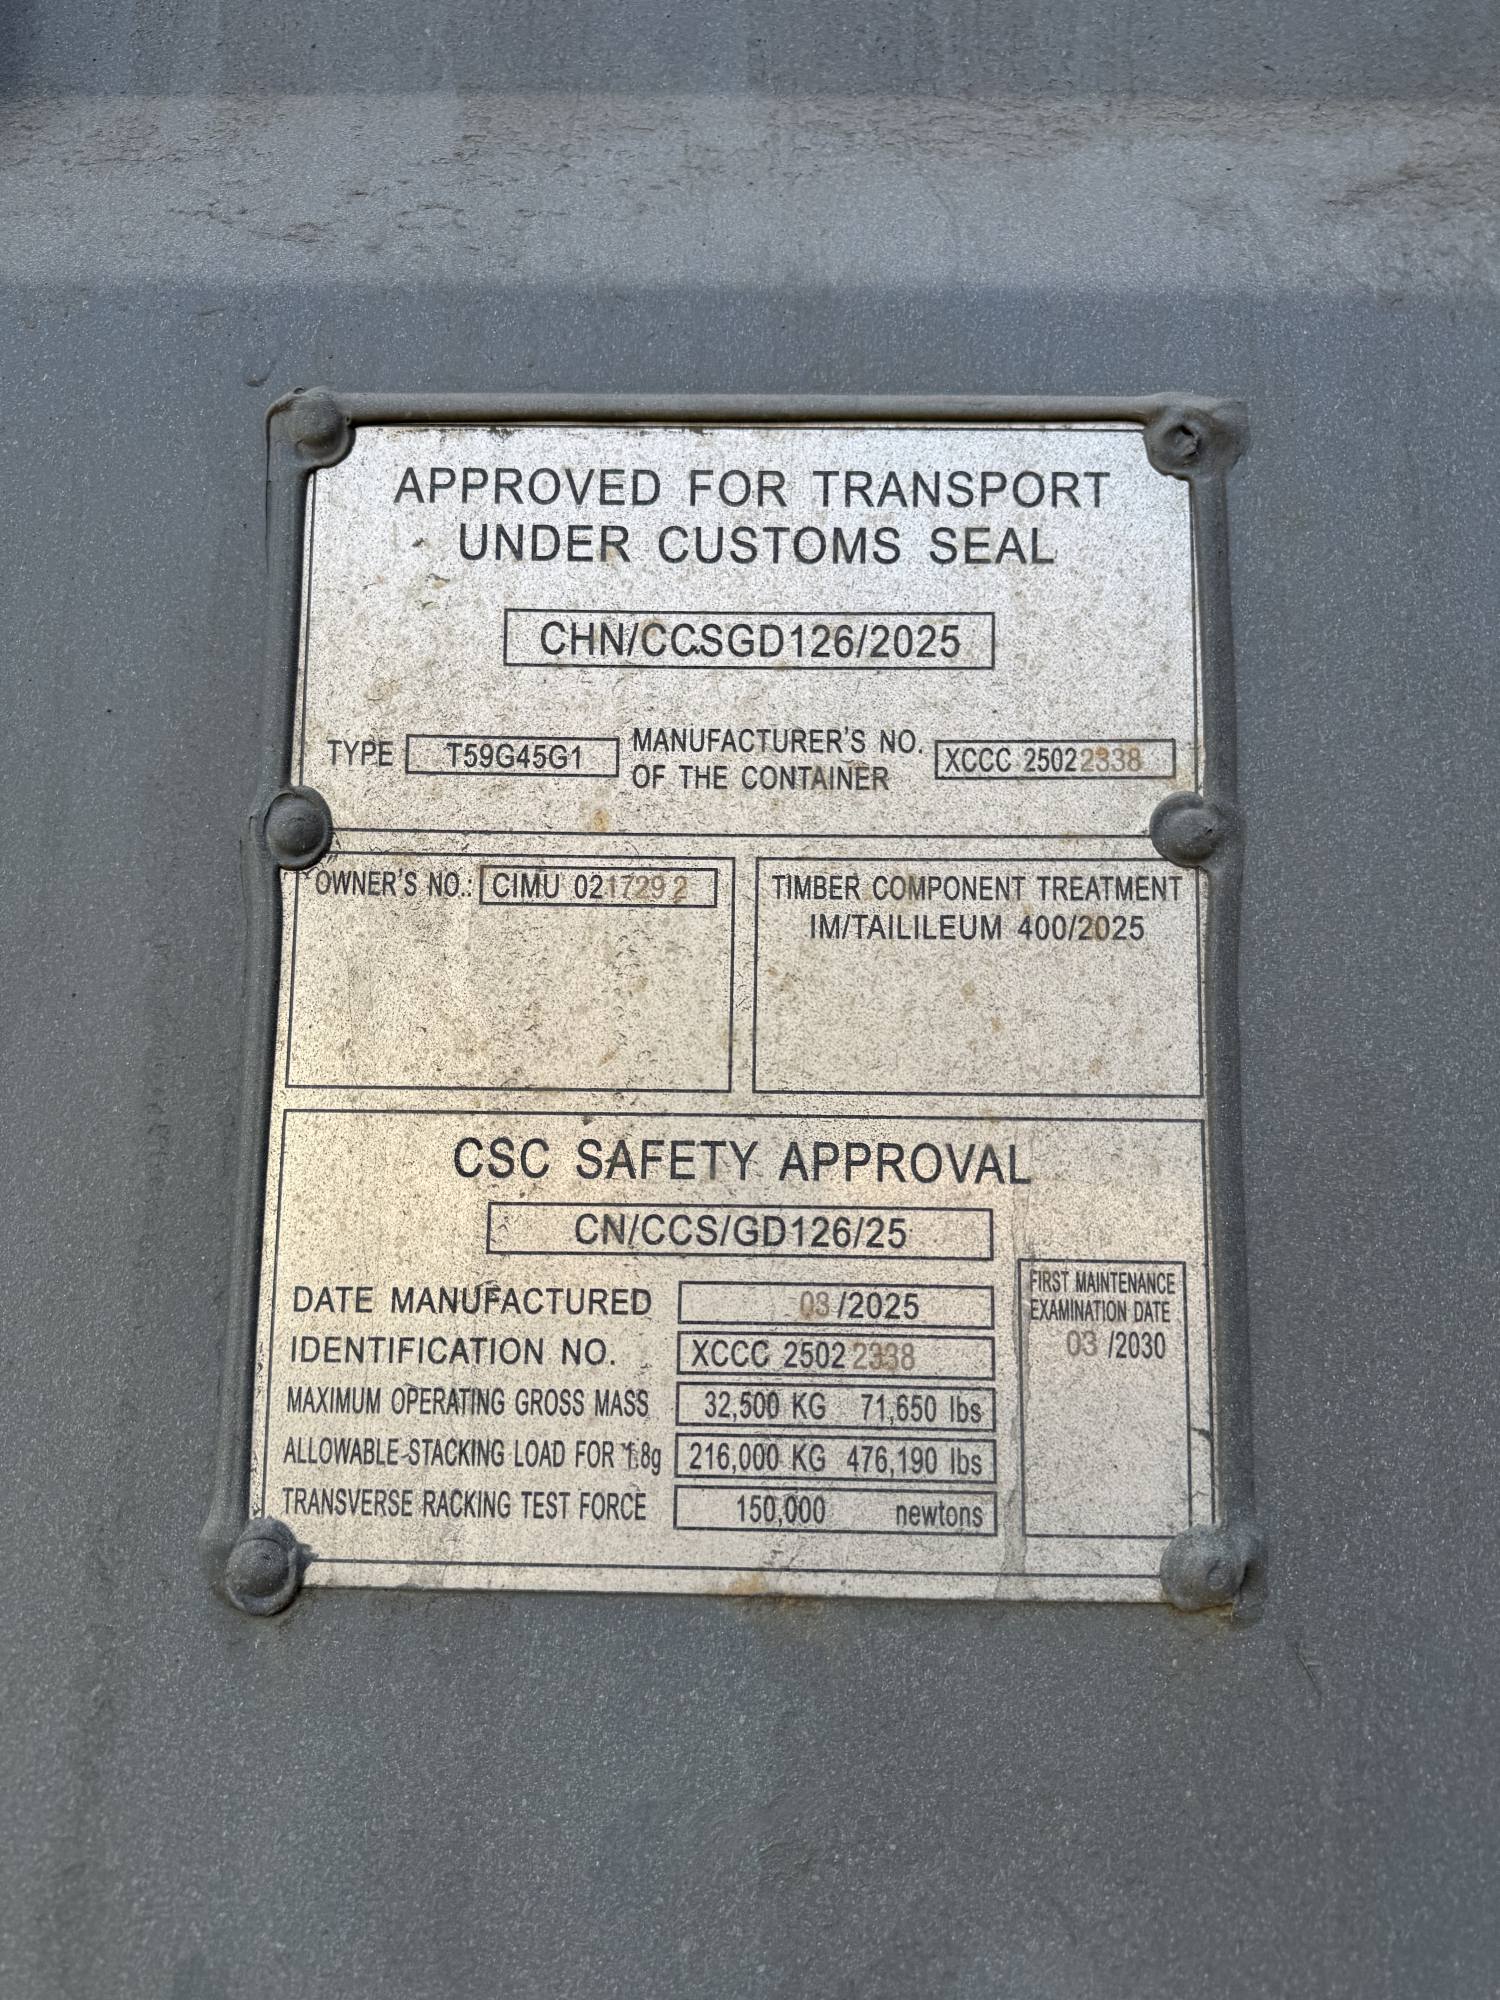 APPROVED FOR TRANSPORT
UNDER CUSTOMS SEAL
CHN/CCSGD126/2025
TYPE T59G45G1 MANUFACTURER'S NO. OF THE CONTAINER XCCC 25022338
OWNER'S NO.: CIMU 021729 2
TIMBER COMPONENT TREATMENT
IM/TAILILEUM 400/2025
CSC SAFETY APPROVAL
CN/CCS/GD126/25
DATE MANUFACTURED 03/2025
IDENTIFICATION NO. XCCC 25022338
MAXIMUM OPERATING GROSS MASS 32,500 KG 71,650 lbs
ALLOWABLE STACKING LOAD FOR 1.8g 216,000 KG 476,190 lbs
TRANSVERSE RACKING TEST FORCE 150,000 newtons
FIRST MAINTENANCE
EXAMINATION DATE
03 /2030